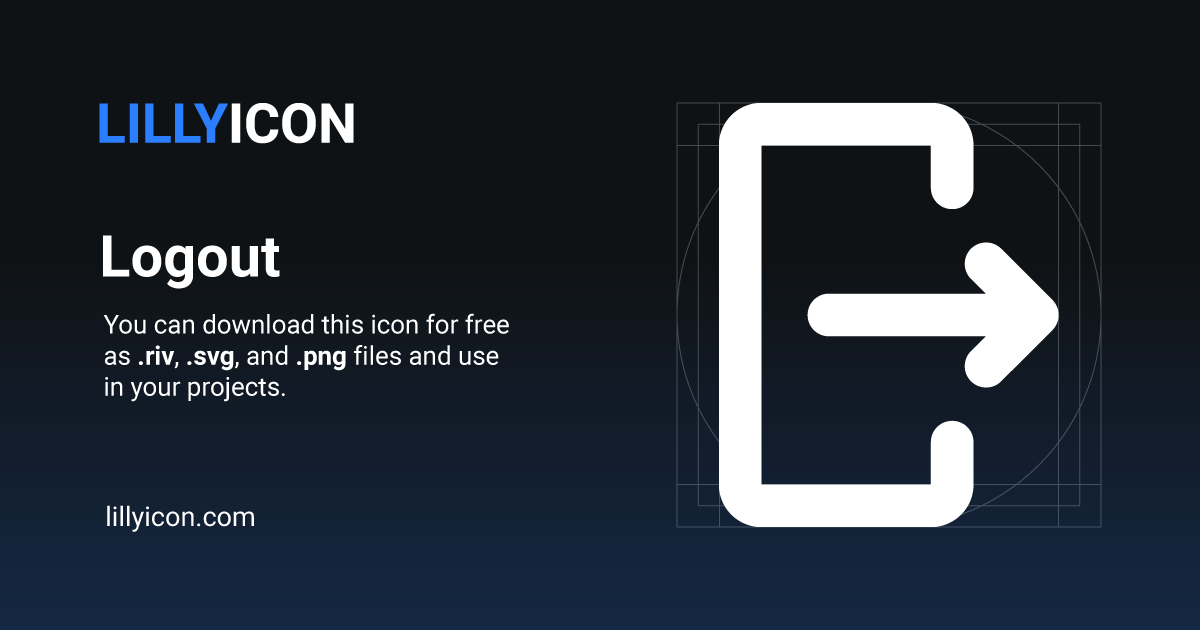 LILLYICON
Logout
You can download this icon for free
as .riv, .svg, and .png files and use
in your projects.
lillyicon.com